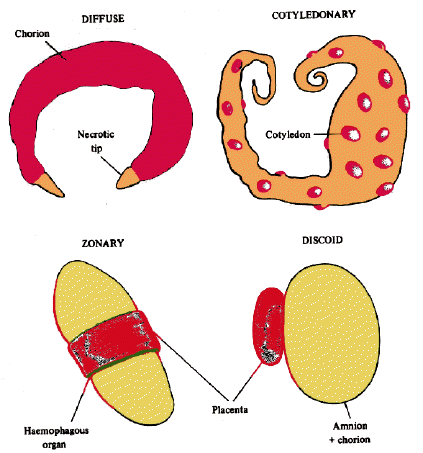 DIFFUSE
COTYLEDONARY
Chorion
Necrotic
tip
Cotyledon
ZONARY
DISCOID
Placenta
Haemophagous
organ
Amnion
+ chorion